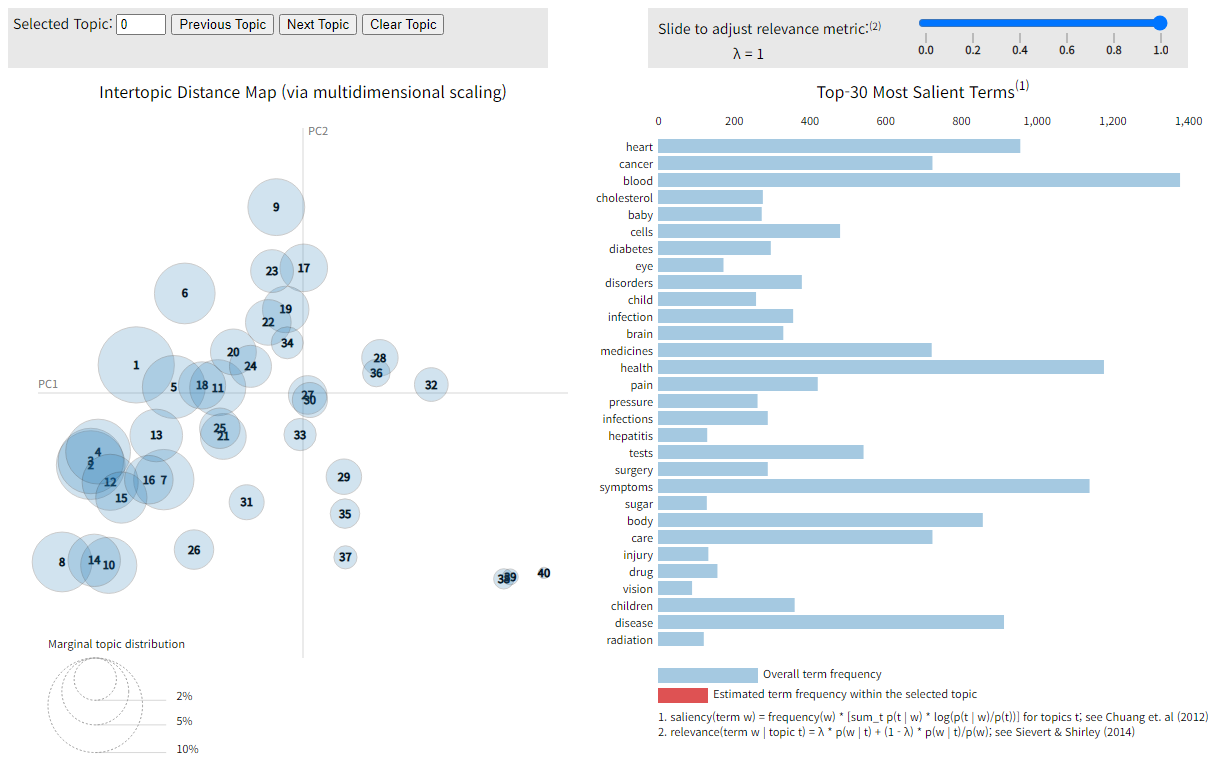 Selected Topic: 0 Previous Topic Next Topic Clear Topic
Slide to adjust relevance metric:(2)
λ = 1
0.0 0.2 0.4 0.6 0.8 1.0
Intertopic Distance Map (via multidimensional scaling)
PC2
PC1
9
23 17
6
19
22
34
20
24
28
36
1
5 18 11
32
27
30
13
25
21
33
4
3
2
12
16 7
15
29
31
35
26
8 14 10
37
38 39 40
Marginal topic distribution
2%
5%
10%
Top-30 Most Salient Terms(1)
0 200 400 600 800 1,000 1,200 1,400
heart
cancer
blood
cholesterol
baby
cells
diabetes
eye
disorders
child
infection
brain
medicines
health
pain
pressure
infections
hepatitis
tests
surgery
symptoms
sugar
body
care
injury
drug
vision
children
disease
radiation
Overall term frequency
Estimated term frequency within the selected topic
1. saliency(term w) = frequency(w) * [sum_t p(t | w) * log(p(t | w)/p(t))] for topics t; see Chuang et. al (2012)
2. relevance(term w | topic t) = λ * p(w | t) + (1 - λ) * p(w | t)/p(w); see Sievert & Shirley (2014)